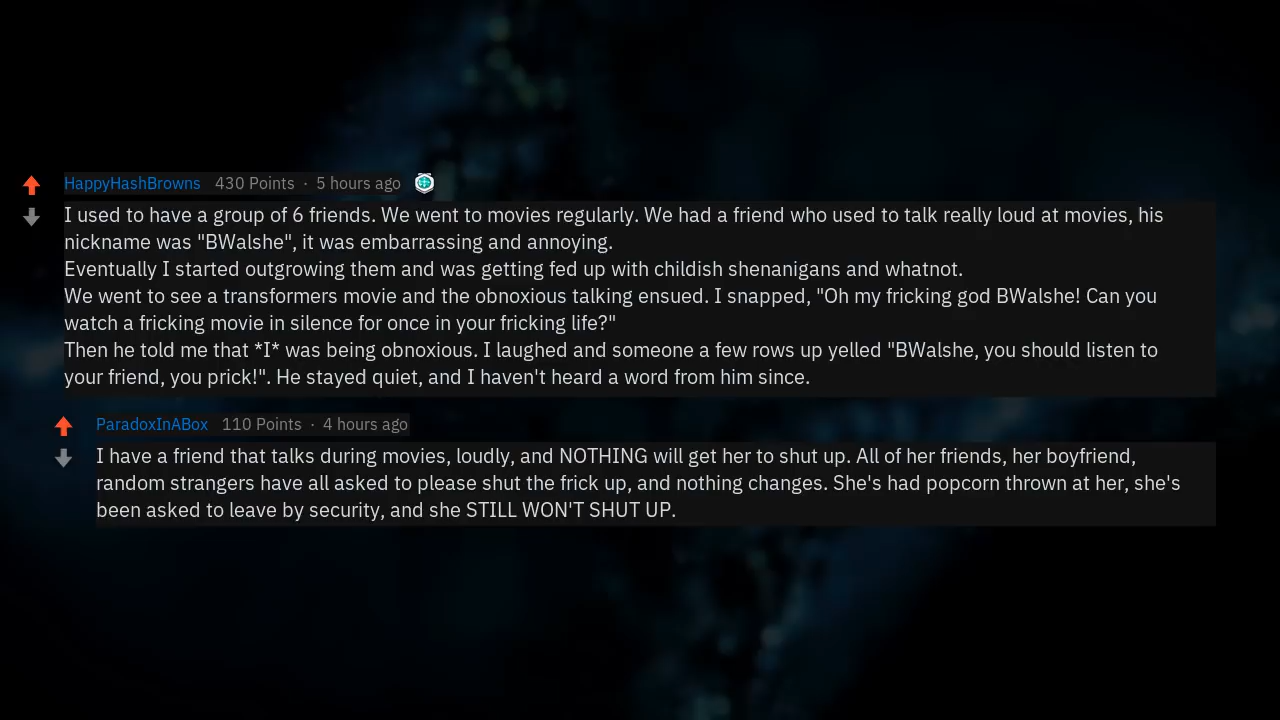 HappyHashBrowns 430 Points · 5 hours ago
I used to have a group of 6 friends. We went to movies regularly. We had a friend who used to talk really loud at movies, his
nickname was "BWalshe", it was embarrassing and annoying.
Eventually I started outgrowing them and was getting fed up with childish shenanigans and whatnot.
We went to see a transformers movie and the obnoxious talking ensued. I snapped, "Oh my fricking god BWalshe! Can you
watch a fricking movie in silence for once in your fricking life?"
Then he told me that *I* was being obnoxious. I laughed and someone a few rows up yelled "BWalshe, you should listen to
your friend, you prick!". He stayed quiet, and I haven't heard a word from him since.
ParadoxInABox 110 Points · 4 hours ago
I have a friend that talks during movies, loudly, and NOTHING will get her to shut up. All of her friends, her boyfriend,
random strangers have all asked to please shut the frick up, and nothing changes. She's had popcorn thrown at her, she's
been asked to leave by security, and she STILL WON'T SHUT UP.